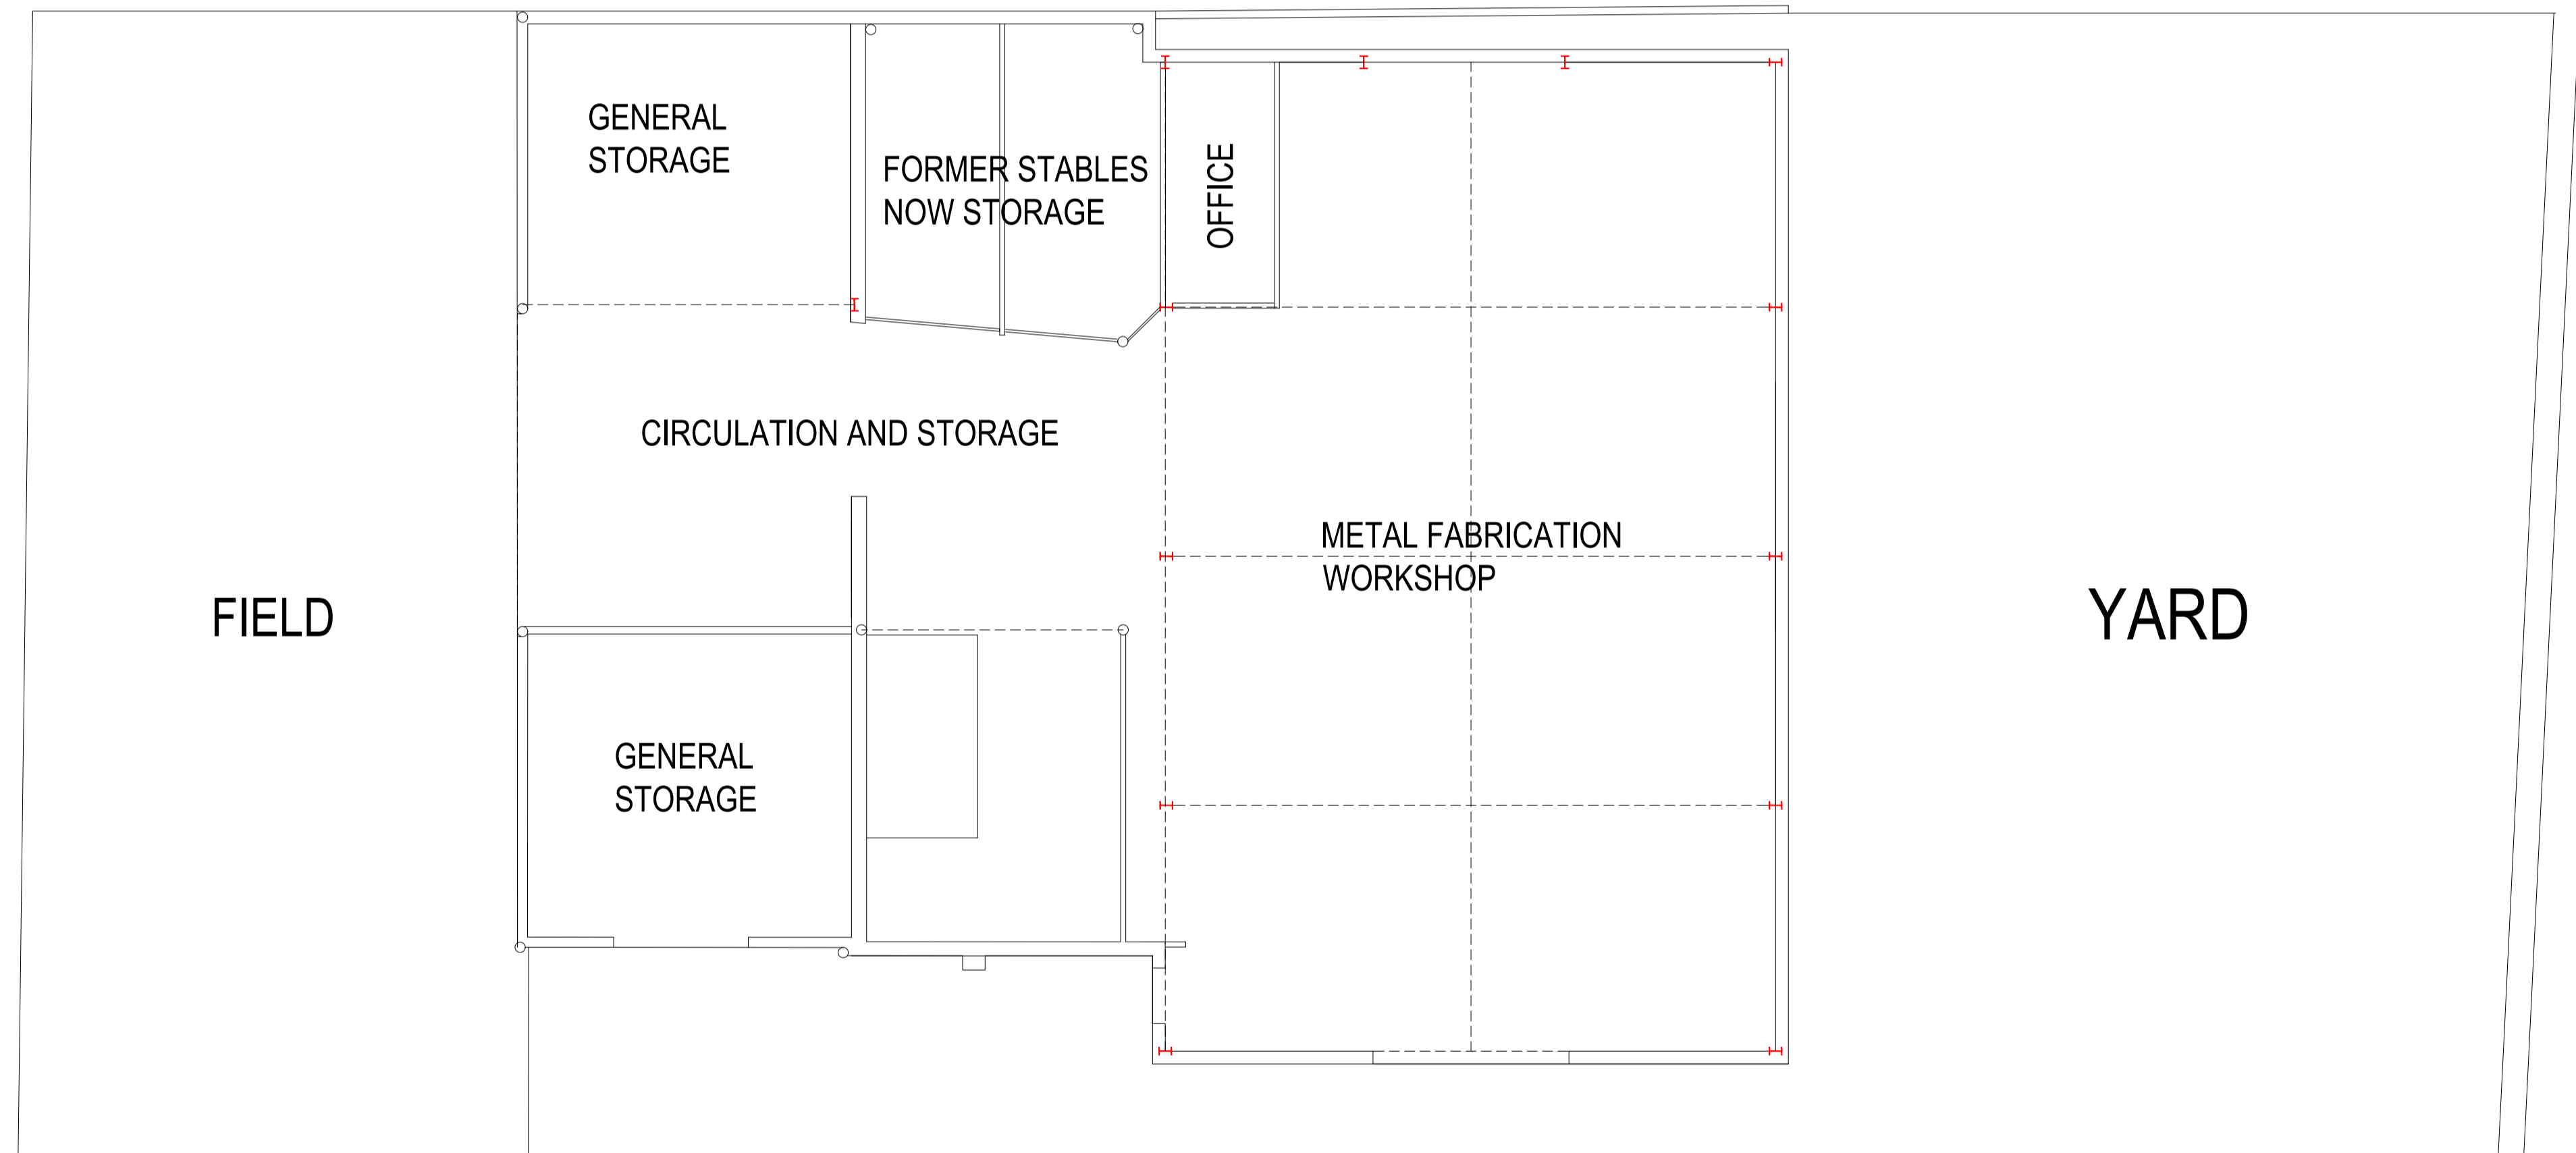 GENERAL
STORAGE
FORMER STABLES
NOW STORAGE
OFFICE
CIRCULATION AND STORAGE
METAL FABRICATION
WORKSHOP
FIELD
YARD
GENERAL
STORAGE